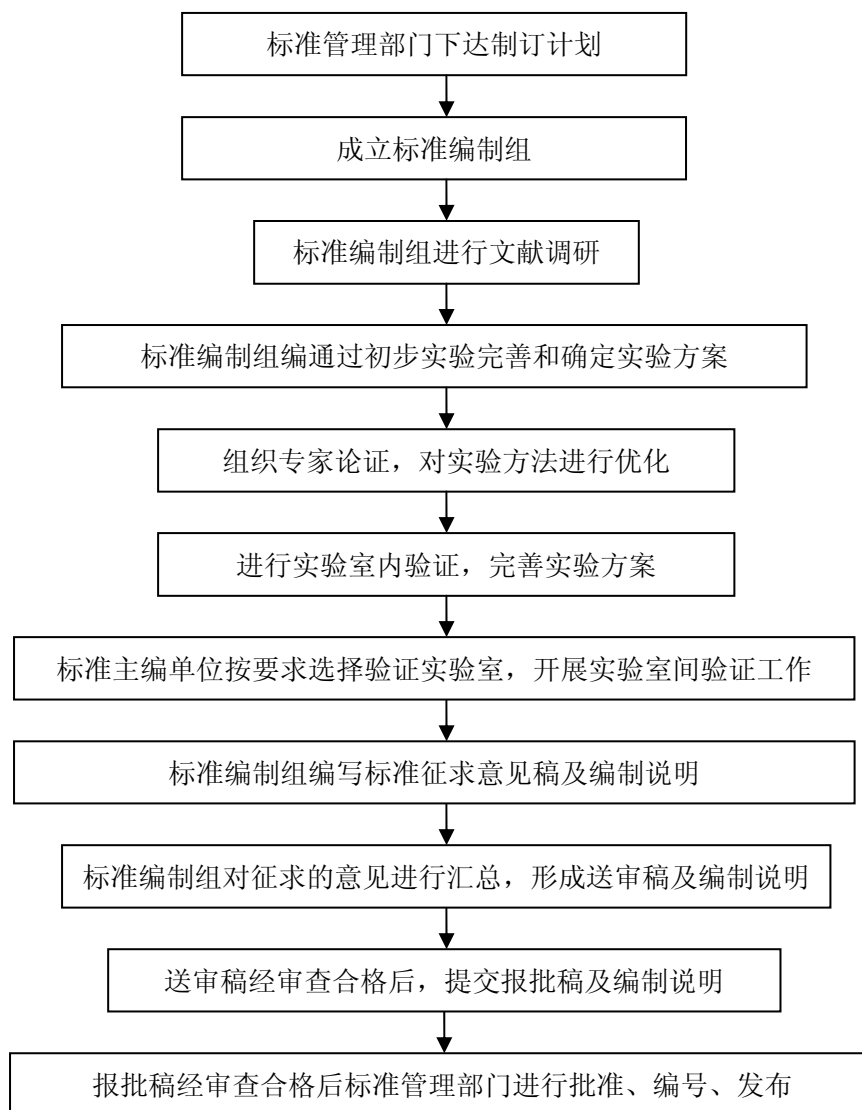 标准管理部门下达制订计划
成立标准编制组
标准编制组进行文献调研
标准编制组编通过初步实验完善和确定实验方案
组织专家论证，对实验方法进行优化
进行实验室内验证，完善实验方案
标准主编单位按要求选择验证实验室，开展实验室间验证工作
标准编制组编写标准征求意见稿及编制说明
标准编制组对征求的意见进行汇总，形成送审稿及编制说明
送审稿经审查合格后，提交报批稿及编制说明
报批稿经审查合格后标准管理部门进行批准、编号、发布